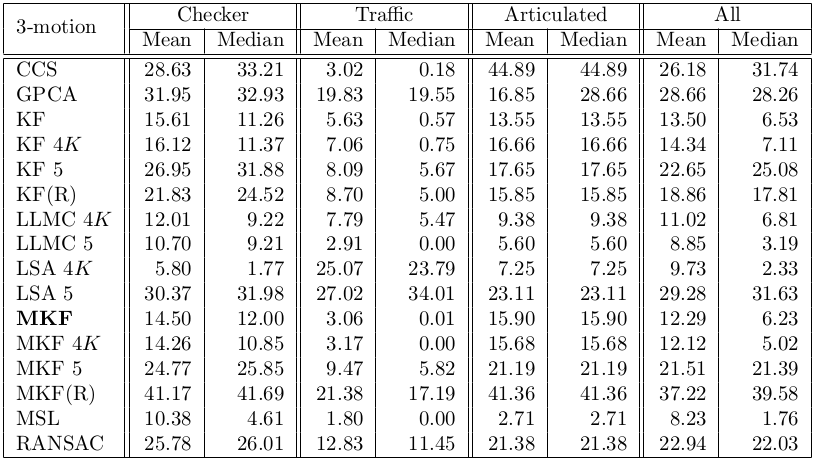 3-motion Checker Traffic Articulated All
Mean Median Mean Median Mean Median Mean Median
CCS 28.63 33.21 3.02 0.18 44.89 44.89 26.18 31.74
GPCA 31.95 32.93 19.83 19.55 16.85 28.66 28.66 28.26
KF 15.61 11.26 5.63 0.57 13.55 13.55 13.50 6.53
KF 4K 16.12 11.37 7.06 0.75 16.66 16.66 14.34 7.11
KF 5 26.95 31.88 8.09 5.67 17.65 17.65 22.65 25.08
KF(R) 21.83 24.52 8.70 5.00 15.85 15.85 18.86 17.81
LLMC 4K 12.01 9.22 7.79 5.47 9.38 9.38 11.02 6.81
LLMC 5 10.70 9.21 2.91 0.00 5.60 5.60 8.85 3.19
LSA 4K 5.80 1.77 25.07 23.79 7.25 7.25 9.73 2.33
LSA 5 30.37 31.98 27.02 34.01 23.11 23.11 29.28 31.63
MKF 14.50 12.00 3.06 0.01 15.90 15.90 12.29 6.23
MKF 4K 14.26 10.85 3.17 0.00 15.68 15.68 12.12 5.02
MKF 5 24.77 25.85 9.47 5.82 21.19 21.19 21.51 21.39
MKF(R) 41.17 41.69 21.38 17.19 41.36 41.36 37.22 39.58
MSL 10.38 4.61 1.80 0.00 2.71 2.71 8.23 1.76
RANSAC 25.78 26.01 12.83 11.45 21.38 21.38 22.94 22.03